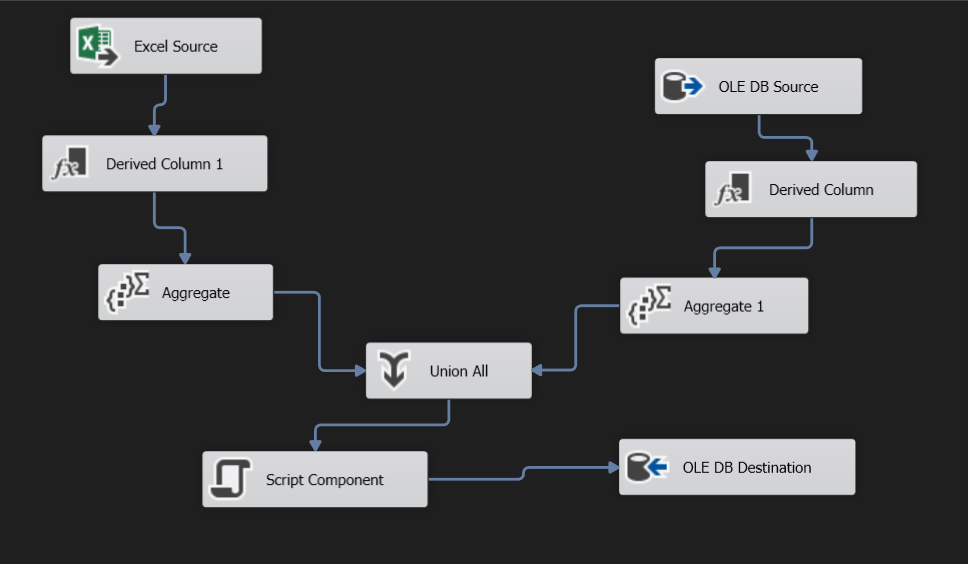 Excel Source
OLE DB Source
Derived Column 1
Derived Column
Aggregate
Aggregate 1
Union All
Script Component
OLE DB Destination